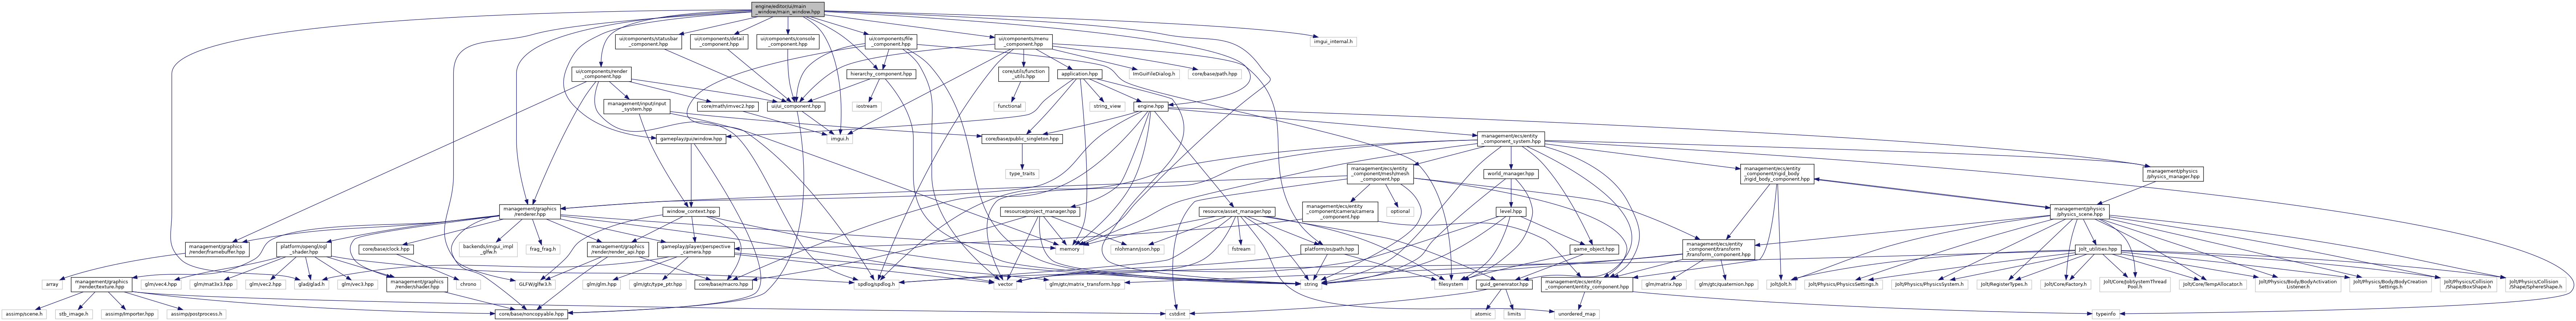 engine/editor/ui/main
_window/main_window.hpp
ui/components/statusbar
_component.hpp
ui/components/detail
_component.hpp
ui/components/console
_component.hpp
ui/components/file
_component.hpp
ui/components/menu
_component.hpp
imgui_internal.h
ui/components/render
_component.hpp
hierarchy_component.hpp
core/utils/function
_utils.hpp
application.hpp
ImGuiFileDialog.h
core/base/path.hpp
management/input/input
_system.hpp
core/math/imvec2.hpp
ui/ui_component.hpp
iostream
functional
string_view
engine.hpp
gameplay/gui/window.hpp
imgui.h
core/base/public_singleton.hpp
management/ecs/entity
_component_system.hpp
type_traits
management/ecs/entity
_component/mesh/mesh
_component.hpp
world_manager.hpp
management/ecs/entity
_component/rigid_body
/rigid_body_component.hpp
management/physics
/physics_manager.hpp
management/graphics
/renderer.hpp
window_context.hpp
resource/project_manager.hpp
resource/asset_manager.hpp
management/ecs/entity
_component/camera/camera
_component.hpp
optional
level.hpp
management/physics
/physics_scene.hpp
management/graphics
/render/framebuffer.hpp
platform/opengl/ogl
_shader.hpp
core/base/clock.hpp
backends/imgui_impl
_glfw.h
frag_frag.h
management/graphics
/render/render_api.hpp
gameplay/player/perspective
_camera.hpp
memory
nlohmann/json.hpp
fstream
platform/os/path.hpp
game_object.hpp
management/ecs/entity
_component/transform
/transform_component.hpp
Jolt_utilities.hpp
array
management/graphics
/render/texture.hpp
glm/vec4.hpp
glm/mat3x3.hpp
glm/vec2.hpp
glad/glad.h
glm/vec3.hpp
management/graphics
/render/shader.hpp
chrono
GLFW/glfw3.h
glm/glm.hpp
glm/gtc/type_ptr.hpp
core/base/macro.hpp
spdlog/spdlog.h
vector
glm/gtc/matrix_transform.hpp
string
filesystem
guid_generator.hpp
management/ecs/entity
_component/entity_component.hpp
glm/matrix.hpp
glm/gtc/quaternion.hpp
Jolt/Jolt.h
Jolt/Physics/PhysicsSettings.h
Jolt/Physics/PhysicsSystem.h
Jolt/RegisterTypes.h
Jolt/Core/Factory.h
Jolt/Core/JobSystemThread
Pool.h
Jolt/Core/TempAllocator.h
Jolt/Physics/Body/BodyActivation
Listener.h
Jolt/Physics/Body/BodyCreation
Settings.h
Jolt/Physics/Collision
/Shape/BoxShape.h
Jolt/Physics/Collision
/Shape/SphereShape.h
assimp/scene.h
stb_image.h
assimp/Importer.hpp
assimp/postprocess.h
core/base/noncopyable.hpp
cstdint
atomic
limits
unordered_map
typeinfo